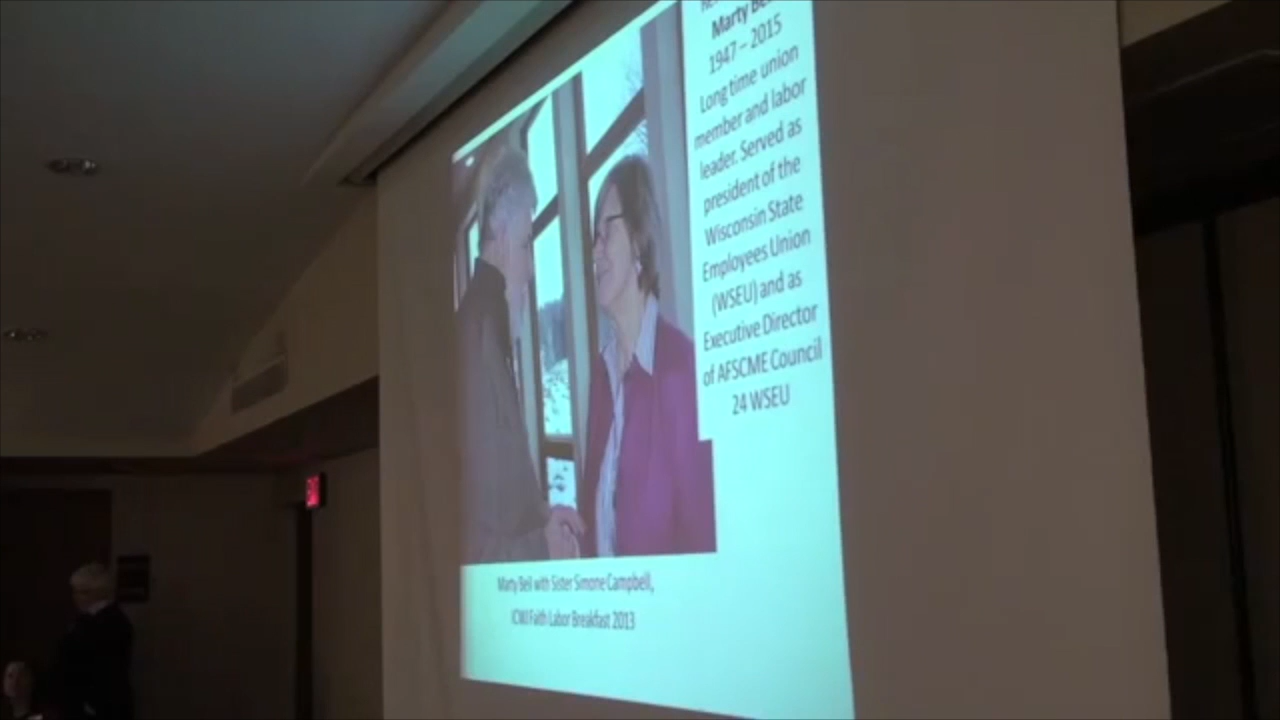 Marty Beil
1947 – 2015
Long time union
member and labor
leader. Served as
president of the
Wisconsin State
Employees Union
(WSEU) and as
Executive Director
of AFSCME Council
24 WSEU
Marty Beil with Sister Simone Campbell,
ICWJ Faith Labor Breakfast 2013